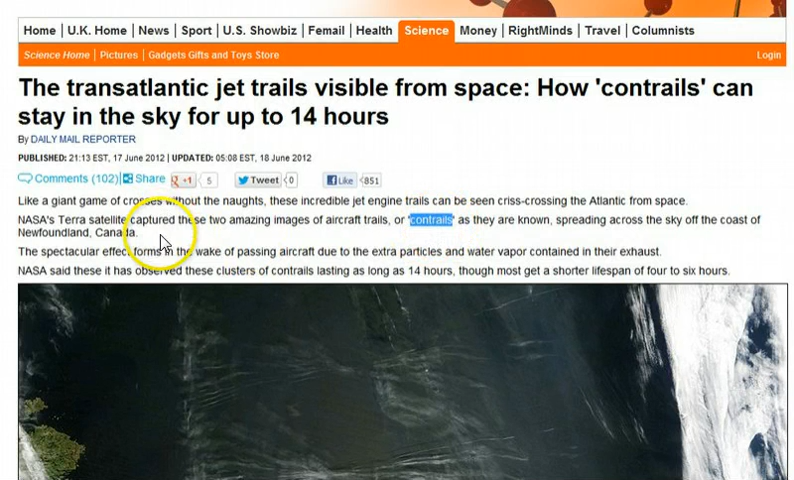 Home | U.K. Home | News | Sport | U.S. Showbiz | Femail | Health | Science | Money | RightMinds | Travel | Columnists
Science Home | Pictures | Gadgets Gifts and Toys Store Login
The transatlantic jet trails visible from space: How 'contrails' can
stay in the sky for up to 14 hours
By DAILY MAIL REPORTER
PUBLISHED: 21:13 EST, 17 June 2012 | UPDATED: 05:08 EST, 18 June 2012
Comments (102) Share +1 5 Tweet 0 Like 851
Like a giant game of crosses without the naughts, these incredible jet engine trails can be seen criss-crossing the Atlantic from space.
NASA's Terra satellite captured these two amazing images of aircraft trails, or 'contrails' as they are known, spreading across the sky off the coast of
Newfoundland, Canada.
The spectacular effect forms in the wake of passing aircraft due to the extra particles and water vapor contained in their exhaust.
NASA said these it has observed these clusters of contrails lasting as long as 14 hours, though most get a shorter lifespan of four to six hours.